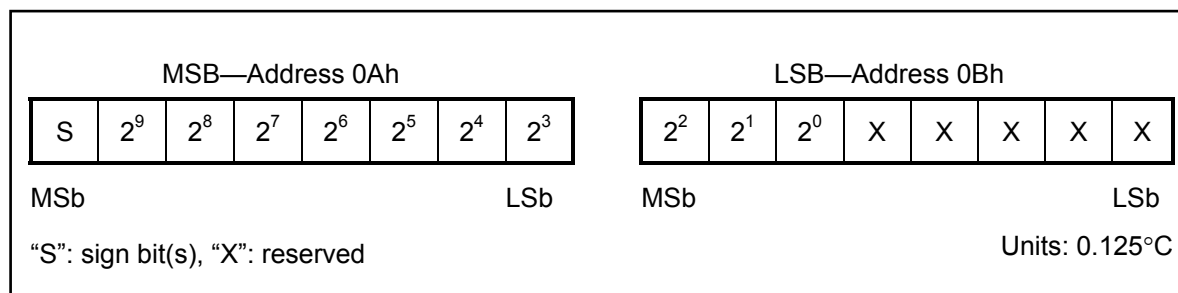 MSB—Address 0Ah LSB—Address 0Bh
S 2⁹ 2⁸ 2⁷ 2⁶ 2⁵ 2⁴ 2³ 2² 2¹ 2⁰ X X X X X
MSb LSb MSb LSb
“S”: sign bit(s), “X”: reserved Units: 0.125°C